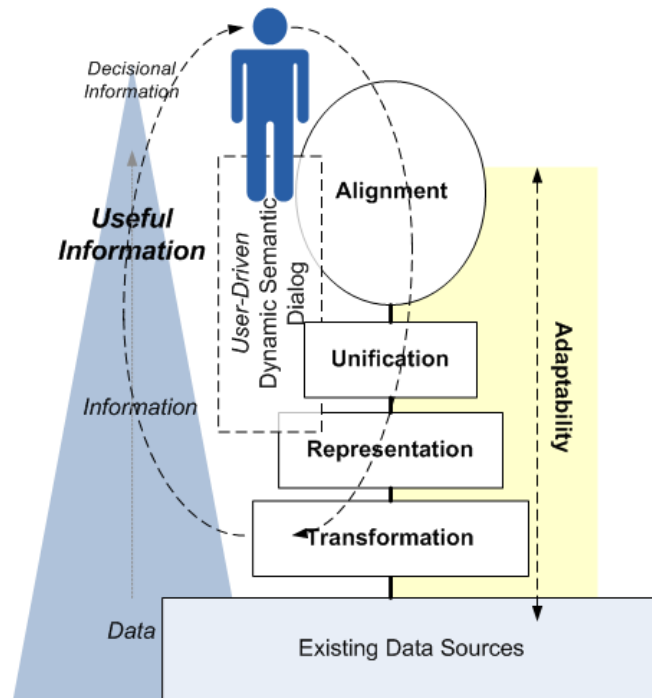 Decisional
Information
Alignment
Useful
Information
User-Driven
Dynamic Semantic
Dialog
Adaptability
Unification
Information
Representation
Transformation
Data
Existing Data Sources